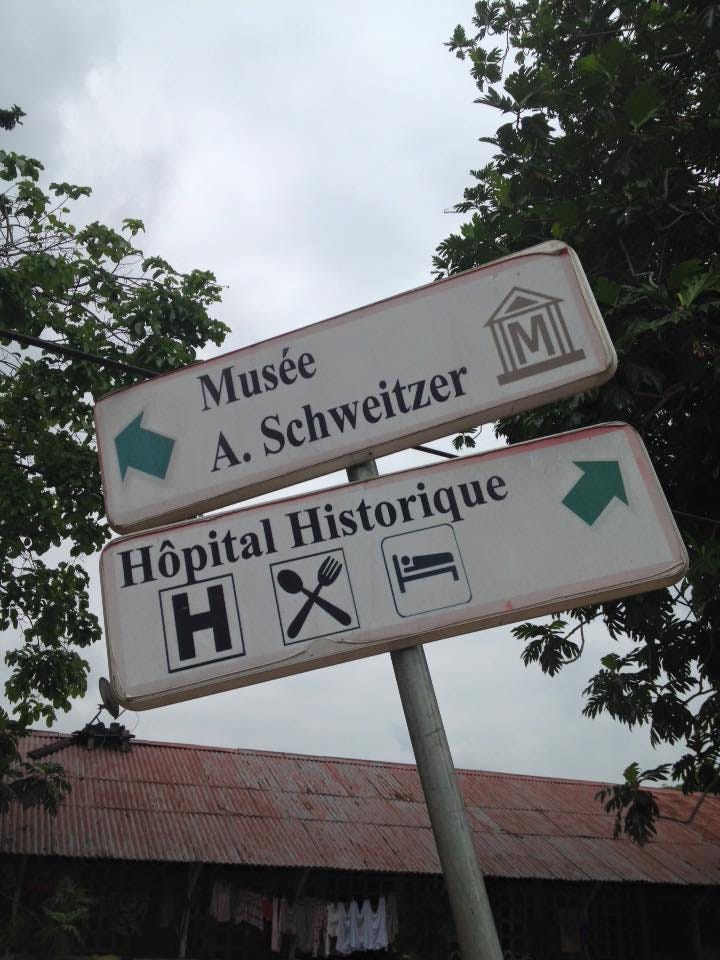 Musée
A. Schweitzer
M
Hôpital Historique
H